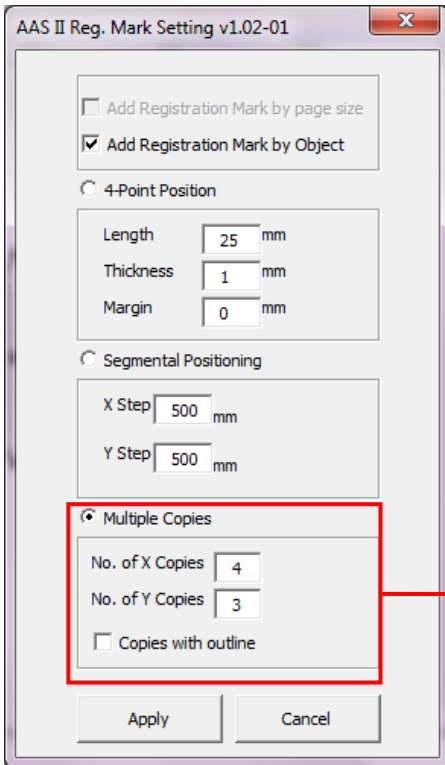 AAS II Reg. Mark Setting v1.02-01
Add Registration Mark by page size
Add Registration Mark by Object
4-Point Position
Length 25 mm
Thickness 1 mm
Margin 0 mm
Segmental Positioning
X Step 500 mm
Y Step 500 mm
Multiple Copies
No. of X Copies 4
No. of Y Copies 3
Copies with outline
Apply Cancel